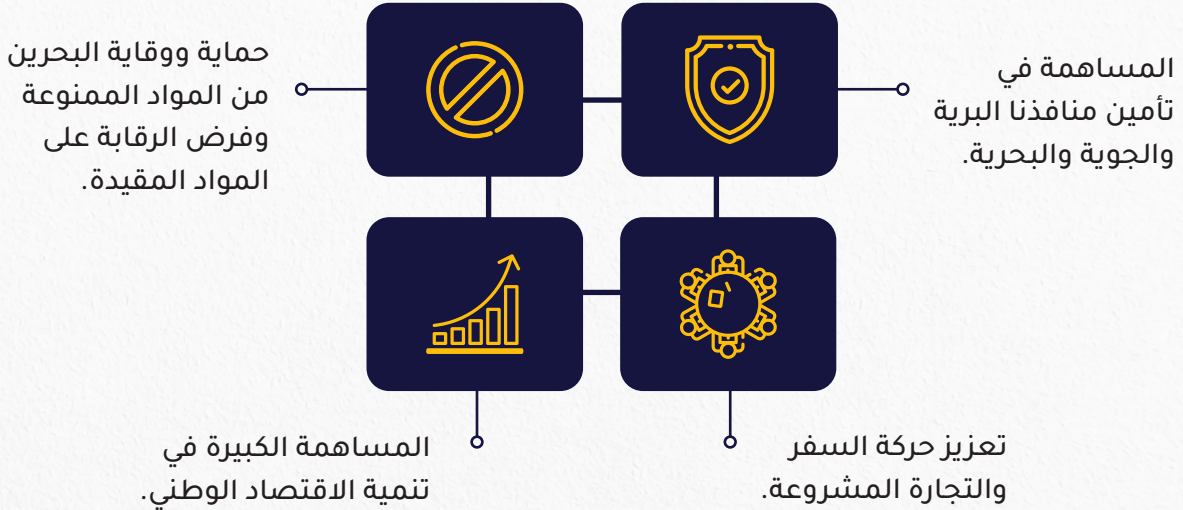 المساهمة في
تأمين منافذنا البرية
والجوية والبحرية.
حماية ووقاية البحرين
من المواد الممنوعة
وفرض الرقابة على
المواد المقيدة.
تعزيز حركة السفر
والتجارة المشروعة.
المساهمة الكبيرة في
تنمية الاقتصاد الوطني.